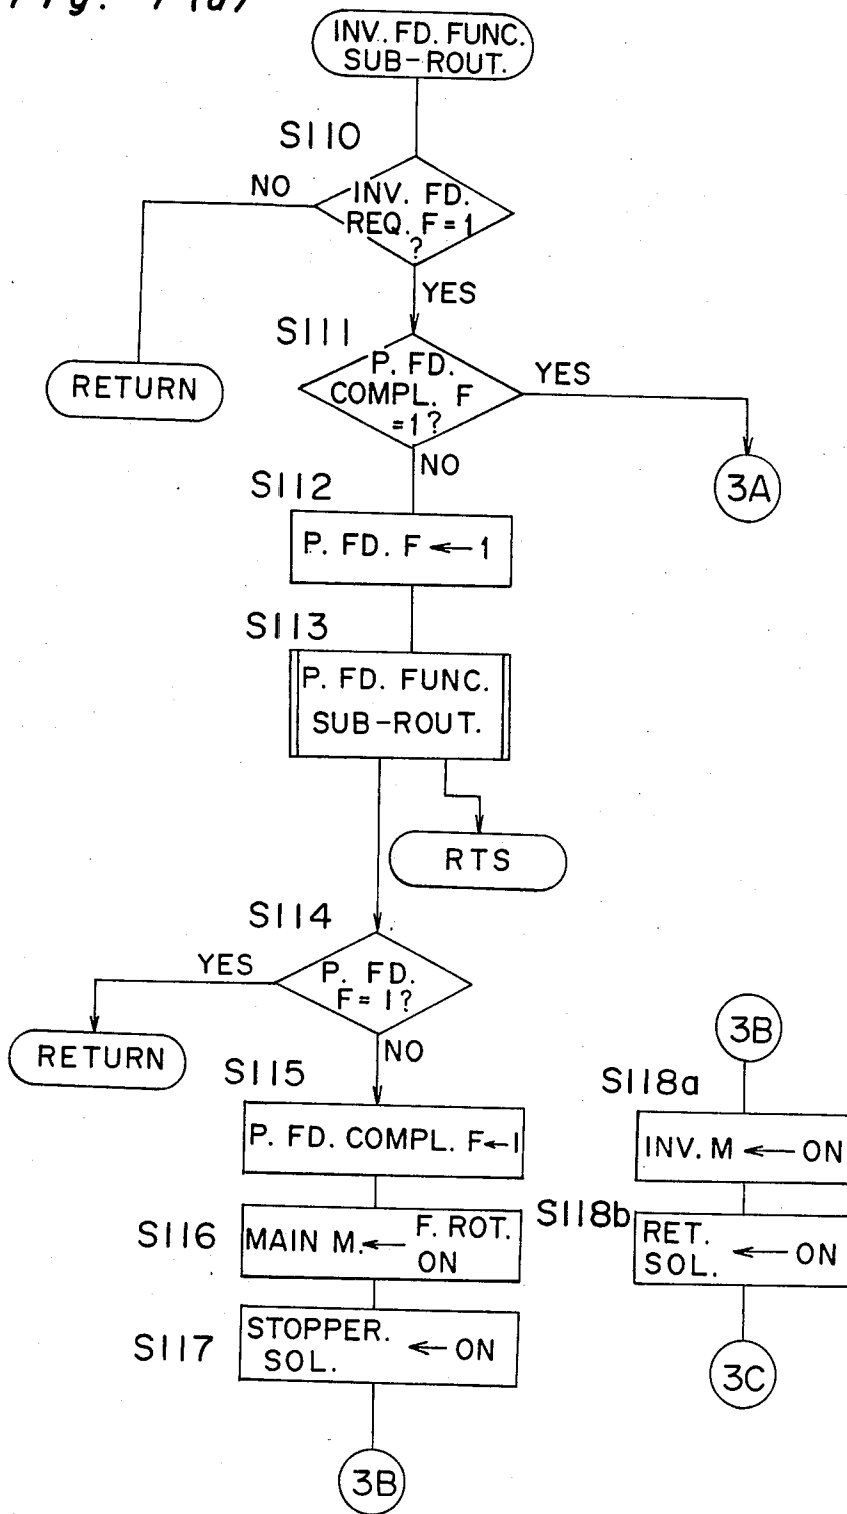 INV. FD. FUNC.
SUB-ROUT.
S110
NO
INV. FD.
REQ. F=1
?
YES
S111
P. FD.
COMPL. F
=1?
YES
RETURN
NO
3A
S112
P. FD. F ← 1
S113
P. FD. FUNC.
SUB-ROUT.
RTS
S114
YES
P. FD.
F=1?
RETURN
NO
3B
S115
S118a
P. FD. COMPL. F←1
INV. M ← ON
S116
MAIN M. ← F. ROT.
ON
S118b
RET.
SOL. ← ON
S117
STOPPER.
SOL. ← ON
3C
3B